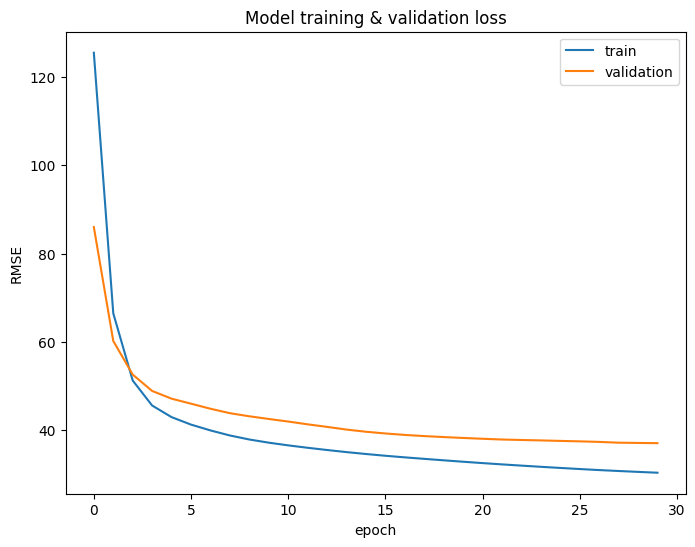 Model training & validation loss
train
validation
RMSE
120
100
80
60
40
0 5 10 15 20 25 30
epoch